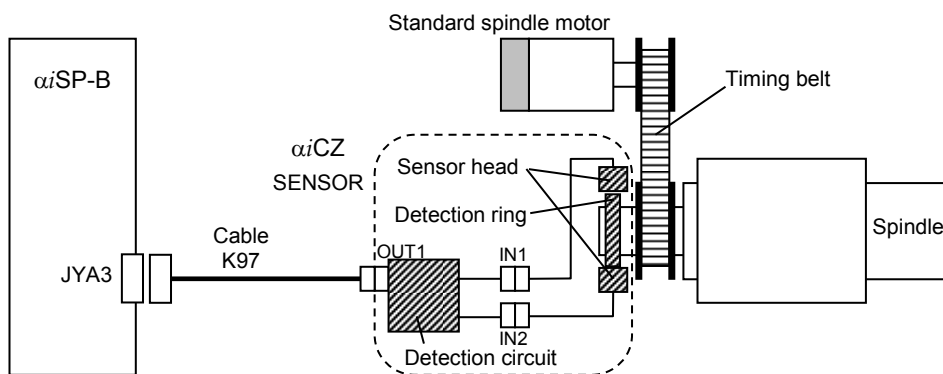 Standard spindle motor
αiSP-B
Timing belt
αiCZ
SENSOR
Sensor head
Detection ring
Spindle
Cable
K97
OUT1
IN1
JYA3
IN2
Detection circuit